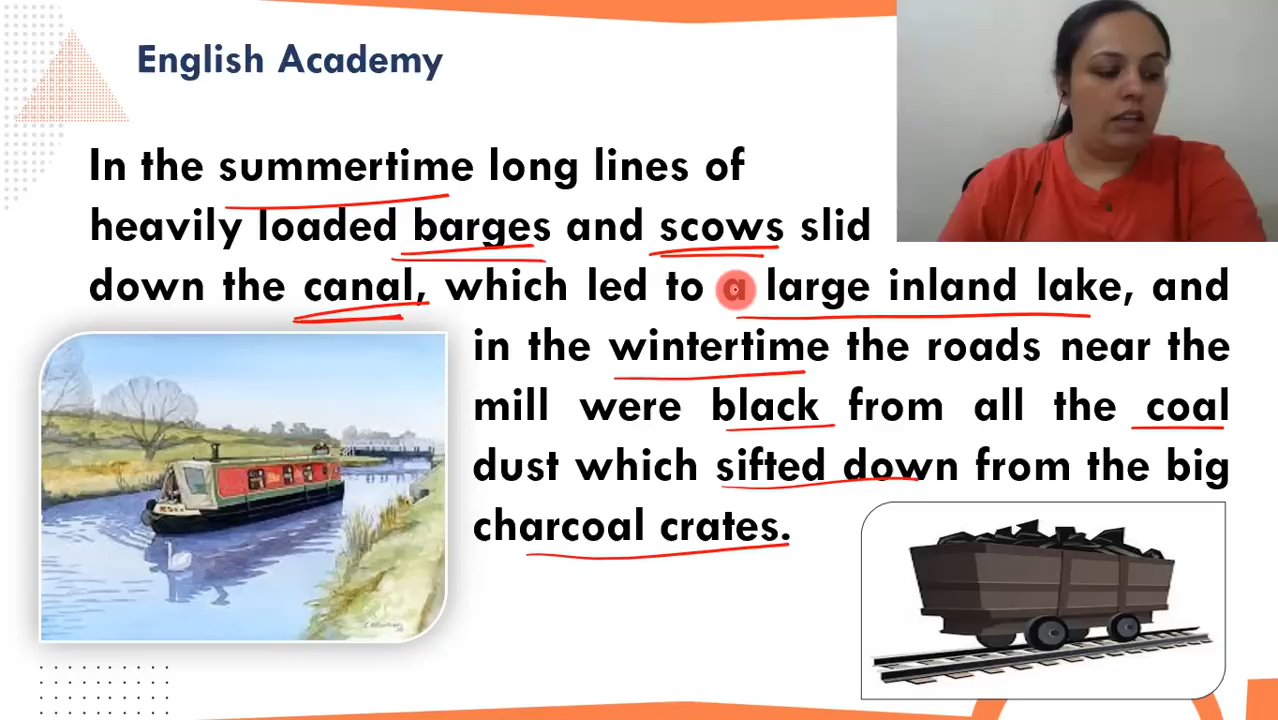 English Academy
In the summertime long lines of
heavily loaded barges and scows slid
down the canal, which led to a large inland lake, and
in the wintertime the roads near the
mill were black from all the coal
dust which sifted down from the big
charcoal crates.